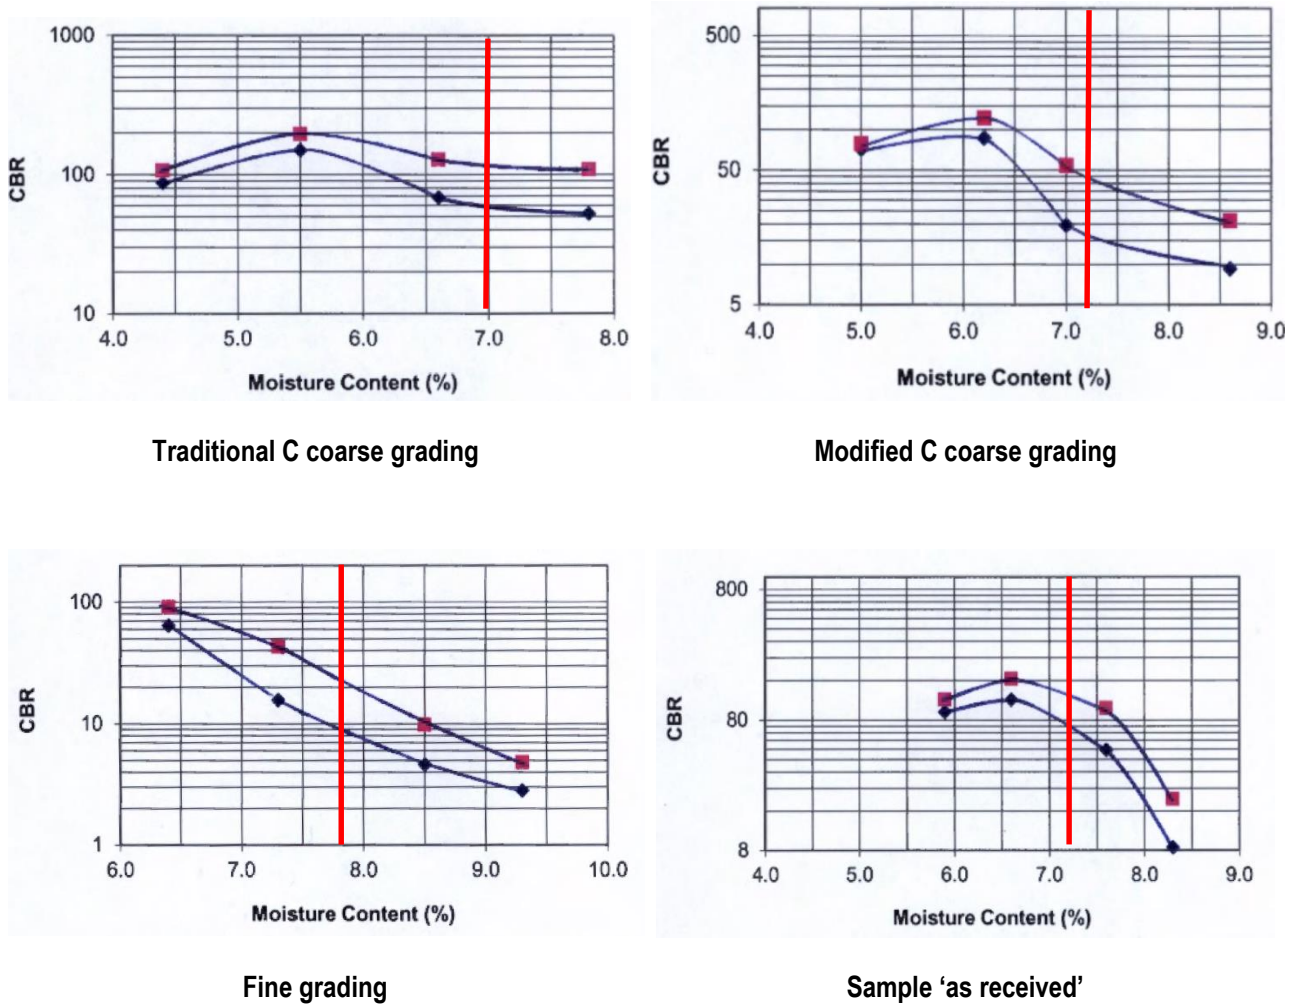 1000
100
10
CBR
4.0 5.0 6.0 7.0 8.0
Moisture Content (%)
Traditional C coarse grading
500
50
5
CBR
4.0 5.0 6.0 7.0 8.0 9.0
Moisture Content (%)
Modified C coarse grading
100
10
1
CBR
6.0 7.0 8.0 9.0 10.0
Moisture Content (%)
Fine grading
800
80
8
CBR
4.0 5.0 6.0 7.0 8.0 9.0
Moisture Content (%)
Sample ‘as received’